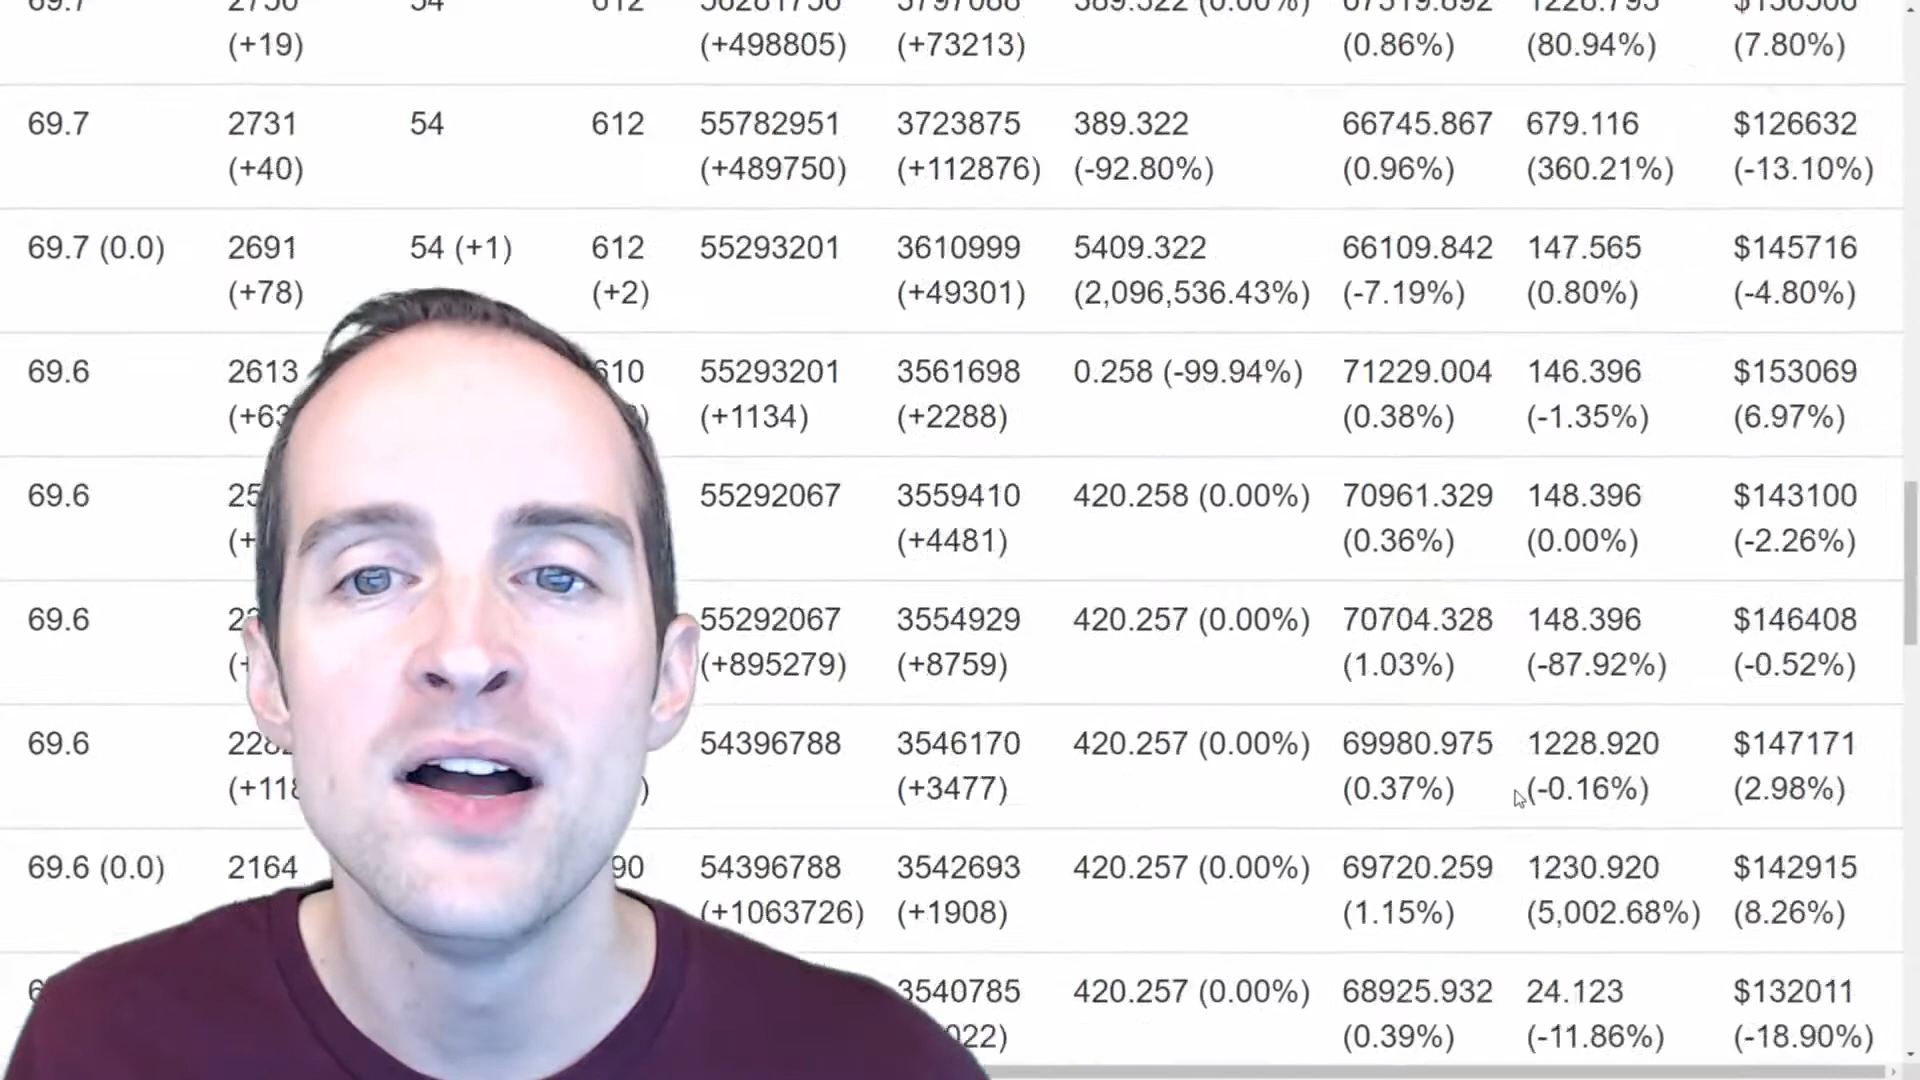 69.7 2750 54 612 56281756 3797088 389.322 (0.00%) 67319.692 1228.795 $136506
(+19) (+498805) (+73213) (0.86%) (80.94%) (7.80%)
69.7 2731 54 612 55782951 3723875 389.322 66745.867 679.116 $126632
(+40) (+489750) (+112876) (-92.80%) (0.96%) (360.21%) (-13.10%)
69.7 (0.0) 2691 54 (+1) 612 55293201 3610999 5409.322 66109.842 147.565 $145716
(+78) (+2) (+49301) (2,096,536.43%) (-7.19%) (0.80%) (-4.80%)
69.6 2613 610 55293201 3561698 0.258 (-99.94%) 71229.004 146.396 $153069
(+63 (+1134) (+2288) (0.38%) (-1.35%) (6.97%)
69.6 25 55292067 3559410 420.258 (0.00%) 70961.329 148.396 $143100
(+ (+4481) (0.36%) (0.00%) (-2.26%)
69.6 55292067 3554929 420.257 (0.00%) 70704.328 148.396 $146408
(+895279) (+8759) (1.03%) (-87.92%) (-0.52%)
69.6 228 54396788 3546170 420.257 (0.00%) 69980.975 1228.920 $147171
(+118 (+3477) (0.37%) (-0.16%) (2.98%)
69.6 (0.0) 2164 90 54396788 3542693 420.257 (0.00%) 69720.259 1230.920 $142915
(+1063726) (+1908) (1.15%) (5,002.68%) (8.26%)
3540785 420.257 (0.00%) 68925.932 24.123 $132011
022) (0.39%) (-11.86%) (-18.90%)